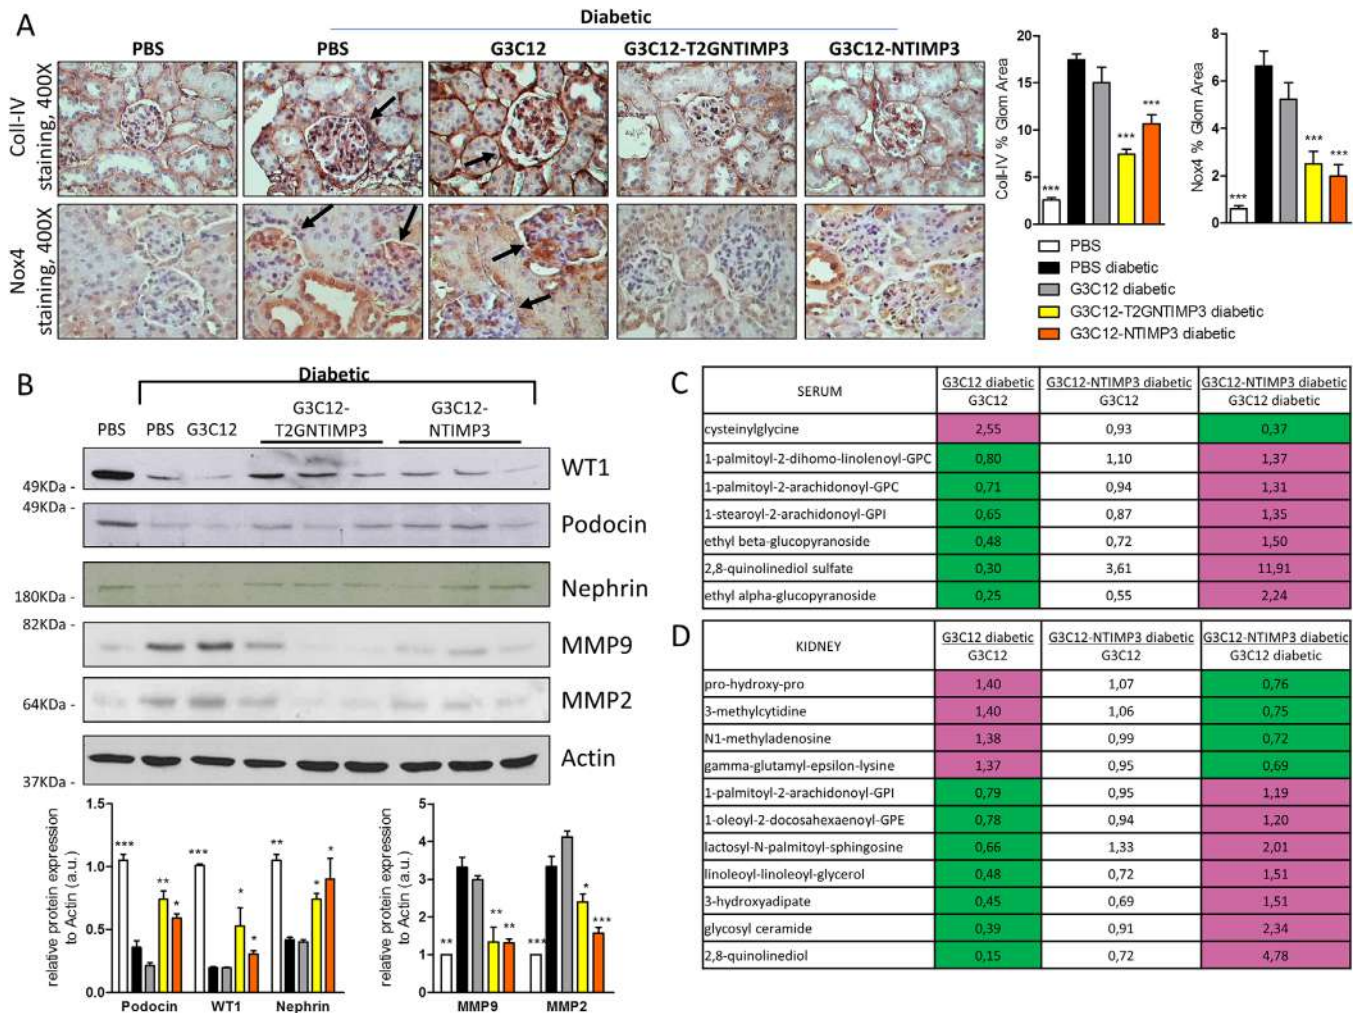 A
Diabetic
PBS
PBS
G3C12
G3C12-T2GNTIMP3
G3C12-NTIMP3
Coll-IV
staining, 400X
Nox4
staining, 400X
Coll-IV % Glom Area
20
15
10
5
0
***
***
***
Nox4 % Glom Area
8
6
4
2
0
***
***
***
PBS
PBS diabetic
G3C12 diabetic
G3C12-T2GNTIMP3 diabetic
G3C12-NTIMP3 diabetic
B
Diabetic
PBS PBS G3C12
G3C12-
T2GNTIMP3
G3C12-
NTIMP3
49KDa -
WT1
49KDa -
Podocin
180KDa -
Nephrin
82KDa -
MMP9
64KDa -
MMP2
37KDa -
Actin
relative protein expression
to Actin (a.u.)
1.5
1.0
0.5
0.0
***
**
*
***
*
*
**
*
*
Podocin WT1 Nephrin
relative protein expression
to Actin (a.u.)
5
4
3
2
1
0
**
**
**
***
*
***
MMP9 MMP2
C
SERUM
G3C12 diabetic
G3C12
G3C12-NTIMP3 diabetic
G3C12
G3C12-NTIMP3 diabetic
G3C12 diabetic
cysteinylglycine 2,55 0,93 0,37
1-palmitoyl-2-dihomo-linolenoyl-GPC 0,80 1,10 1,37
1-palmitoyl-2-arachidonoyl-GPC 0,71 0,94 1,31
1-stearoyl-2-arachidonoyl-GPI 0,65 0,87 1,35
ethyl beta-glucopyranoside 0,48 0,72 1,50
2,8-quinolinediol sulfate 0,30 3,61 11,91
ethyl alpha-glucopyranoside 0,25 0,55 2,24
D
KIDNEY
G3C12 diabetic
G3C12
G3C12-NTIMP3 diabetic
G3C12
G3C12-NTIMP3 diabetic
G3C12 diabetic
pro-hydroxy-pro 1,40 1,07 0,76
3-methylcytidine 1,40 1,06 0,75
N1-methyladenosine 1,38 0,99 0,72
gamma-glutamyl-epsilon-lysine 1,37 0,95 0,69
1-palmitoyl-2-arachidonoyl-GPI 0,79 0,95 1,19
1-oleoyl-2-docosahexaenoyl-GPE 0,78 0,94 1,20
lactosyl-N-palmitoyl-sphingosine 0,66 1,33 2,01
linoleoyl-linoleoyl-glycerol 0,48 0,72 1,51
3-hydroxyadipate 0,45 0,69 1,51
glycosyl ceramide 0,39 0,91 2,34
2,8-quinolinediol 0,15 0,72 4,78